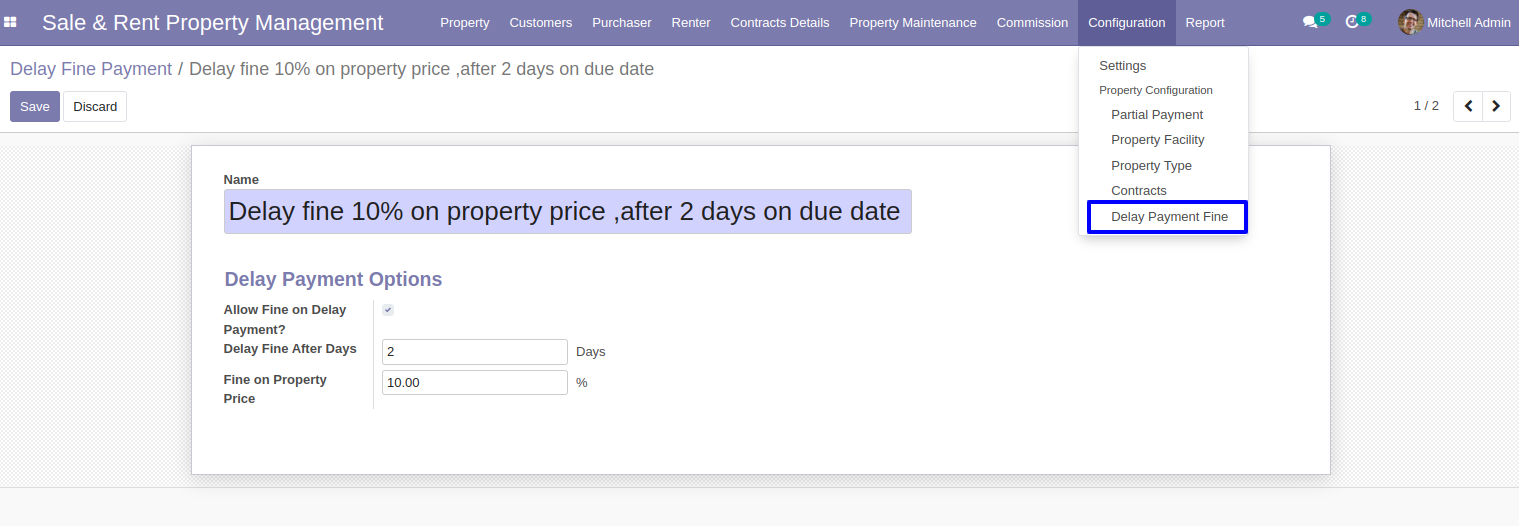 Sale & Rent Property Management
Property Customers Purchaser Renter Contracts Details Property Maintenance Commission Configuration Report
5 8 Mitchell Admin
Delay Fine Payment / Delay fine 10% on property price ,after 2 days on due date
Save Discard
1 / 2
Settings
Property Configuration
Partial Payment
Property Facility
Property Type
Contracts
Delay Payment Fine
Name
Delay fine 10% on property price ,after 2 days on due date
Delay Payment Options
Allow Fine on Delay
Payment?
Delay Fine After Days 2 Days
Fine on Property 10.00 %
Price